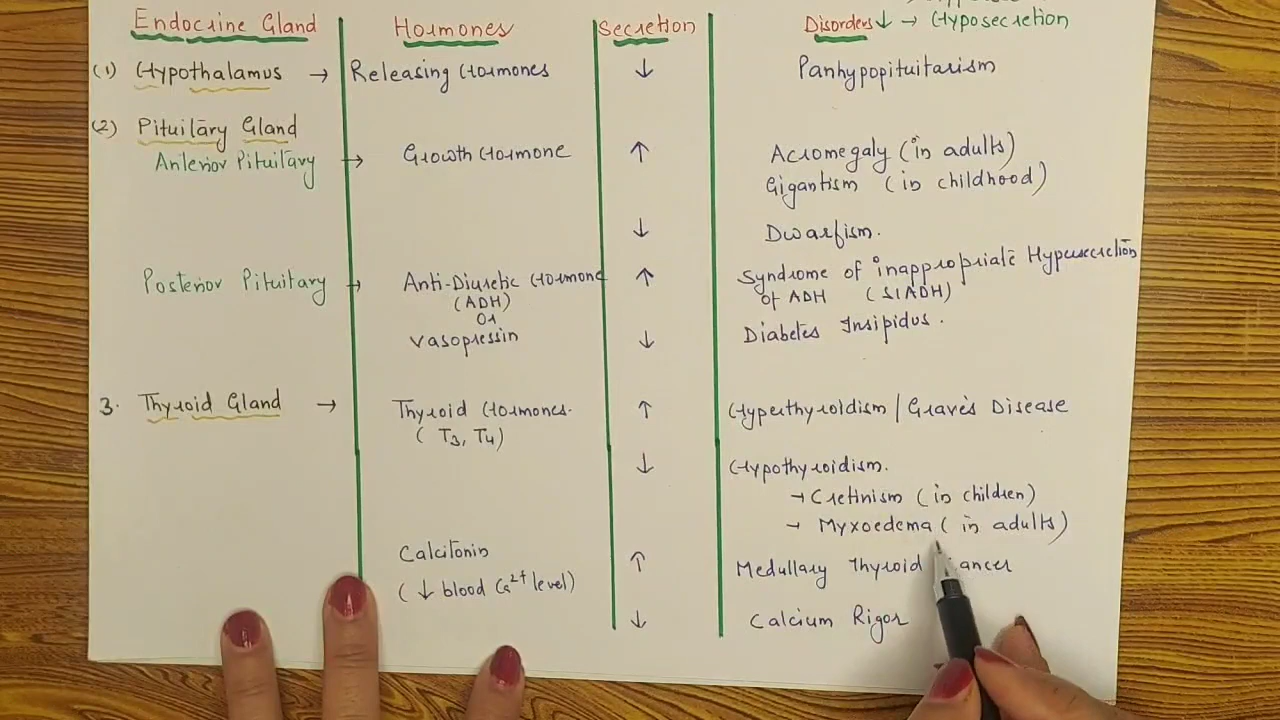 Endocrine Gland Hormones Secretion Disorders ↓ → Hyposecretion
(1) Hypothalamus → Releasing Hormones ↓ Panhypopituitarism
(2) Pituitary Gland
Anterior Pituitary → Growth Hormone ↑ Acromegaly (in adults)
Gigantism (in childhood)
↓ Dwarfism.
Posterior Pituitary → Anti-Diuretic Hormone ↑ Syndrome of inappropriate Hypersecretion
(ADH) of ADH (SIADH)
Or
Vasopressin ↓ Diabetes Insipidus.
3. Thyroid Gland → Thyroid Hormones. ↑ Hyperthyroidism / Grave's Disease
(T3, T4)
↓ Hypothyroidism.
→ Cretinism (in children)
→ Myxoedema (in adults)
Calcitonin ↑ Medullary Thyroid
(↓ blood Ca2+ level)
↓ Calcium Rigor